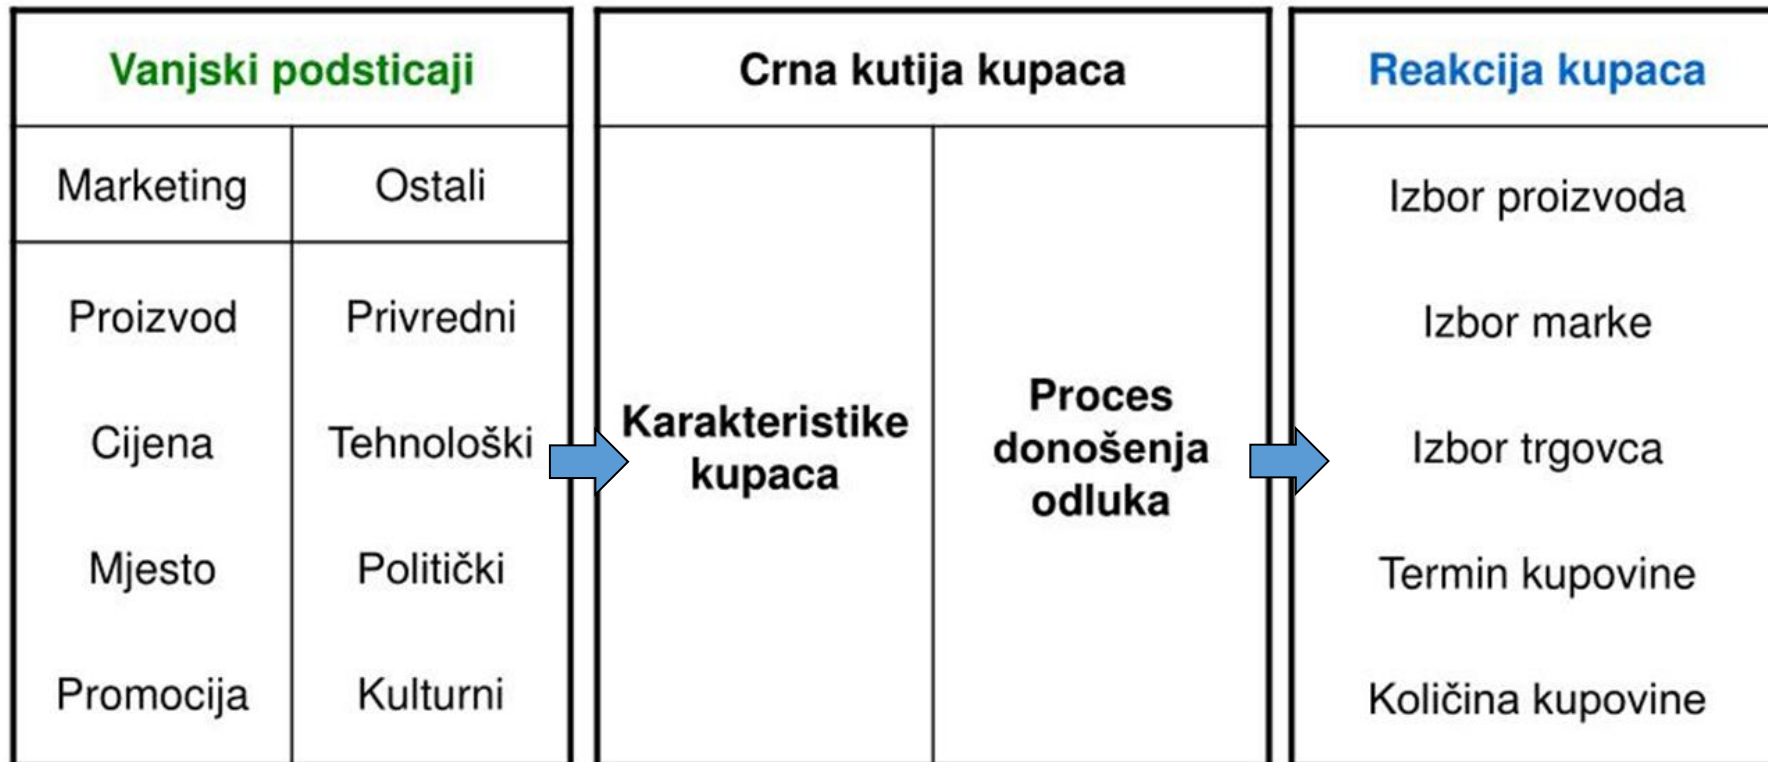 Vanjski podsticaji
Marketing
Ostali
Proizvod
Privredni
Cijena
Tehnološki
Mjesto
Politički
Promocija
Kulturni
Crna kutija kupaca
Karakteristike
kupaca
Proces
donošenja
odluka
Reakcija kupaca
Izbor proizvoda
Izbor marke
Izbor trgovca
Termin kupovine
Količina kupovine